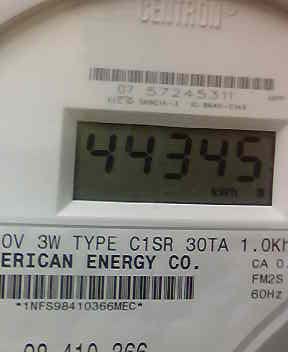 CENTRON
07 57245311
44345
0V 3W TYPE C1SR 30TA 1.0Kh
ERICAN ENERGY CO. CA 0.
FM2S
*1NFS98410366MEC* 60Hz
98 410 366